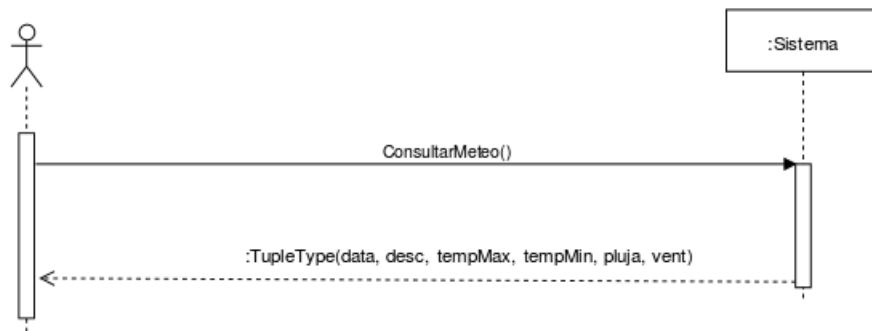 :Sistema
ConsultarMeteo()
:TupleType(data, desc, tempMax, tempMin, pluja, vent)